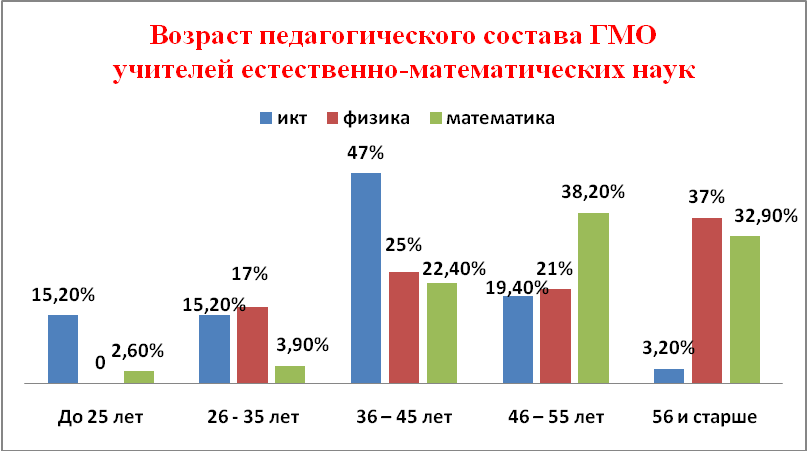 Возраст педагогического состава ГМО
учителей естественно-математических наук
икт физика математика
15,20% 0 2,60%
15,20% 17% 3,90%
47% 25% 22,40%
19,40% 21% 38,20%
3,20% 37% 32,90%
До 25 лет 26 - 35 лет 36 – 45 лет 46 – 55 лет 56 и старше